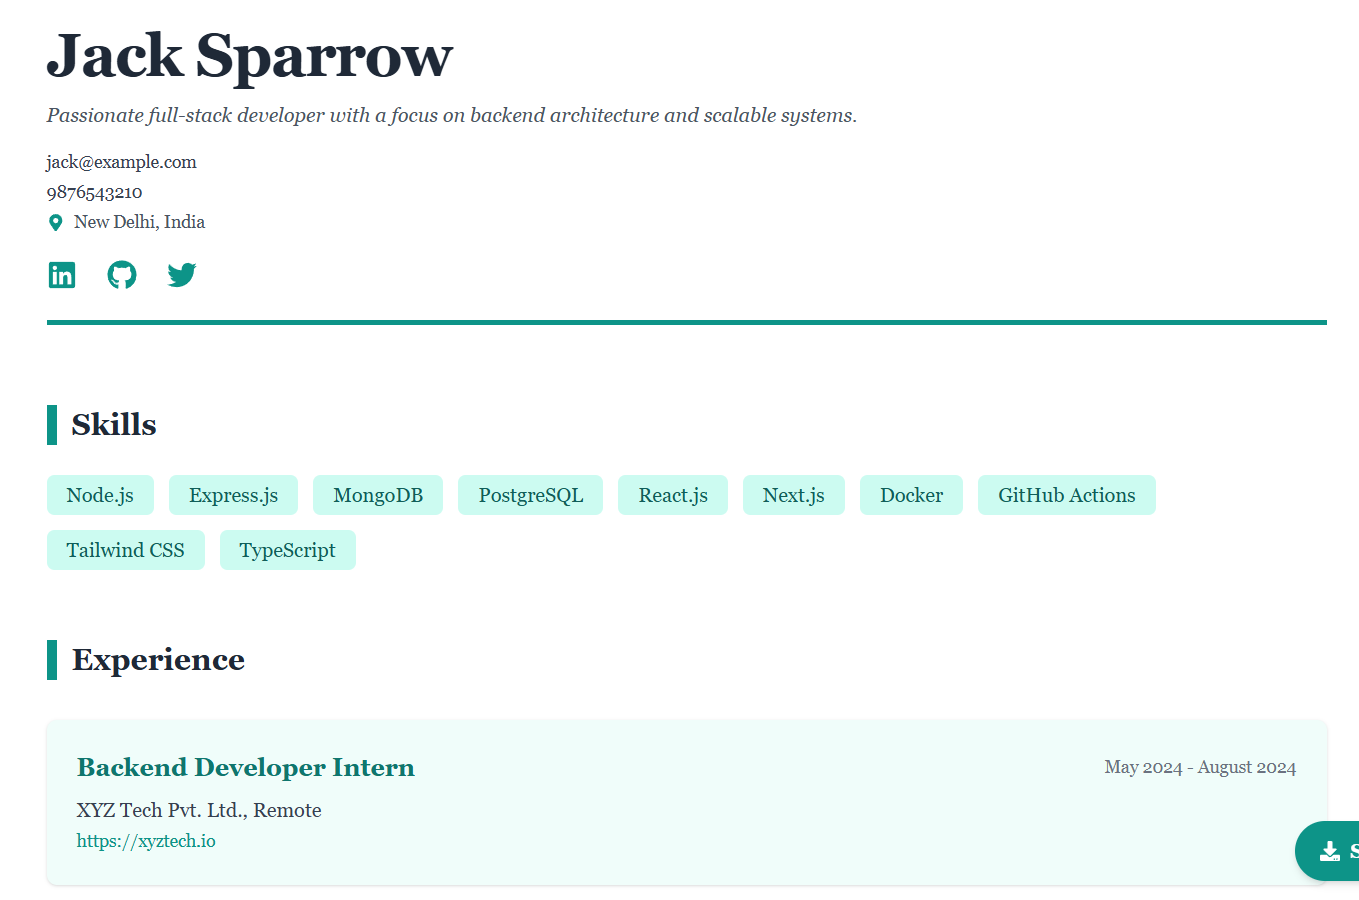 Jack Sparrow
Passionate full-stack developer with a focus on backend architecture and scalable systems.
jack@example.com
9876543210
New Delhi, India
in
Skills
Node.js Express.js MongoDB PostgreSQL React.js Next.js Docker GitHub Actions
Tailwind CSS TypeScript
Experience
Backend Developer Intern May 2024 - August 2024
XYZ Tech Pvt. Ltd., Remote
https://xyztech.io